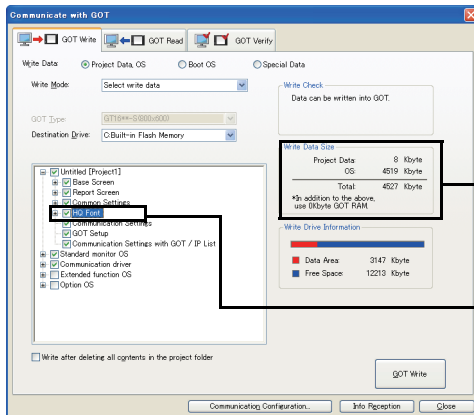 Communicate with GOT
GOT Write
GOT Read
GOT Verify
Write Data:
Project Data, OS
Boot OS
Special Data
Write Mode:
Select write data
GOT Type:
GT16**-S(800x600)
Destination Drive:
C:Built-in Flash Memory
Untitled [Project1]
Base Screen
Report Screen
Common Settings
HQ Font
Communication Settings
GOT Setup
Communication Settings with GOT / IP List
Standard monitor OS
Communication driver
Extended function OS
Option OS
Write after deleting all contents in the project folder
Write Check
Data can be written into GOT.
Write Data Size
Project Data: 8 Kbyte
OS: 4519 Kbyte
Total: 4527 Kbyte
*In addition to the above,
use 0Kbyte GOT RAM.
Write Drive Information
Data Area: 3147 Kbyte
Free Space: 12213 Kbyte
GOT Write
Communication Configuration...
Info Reception
Close